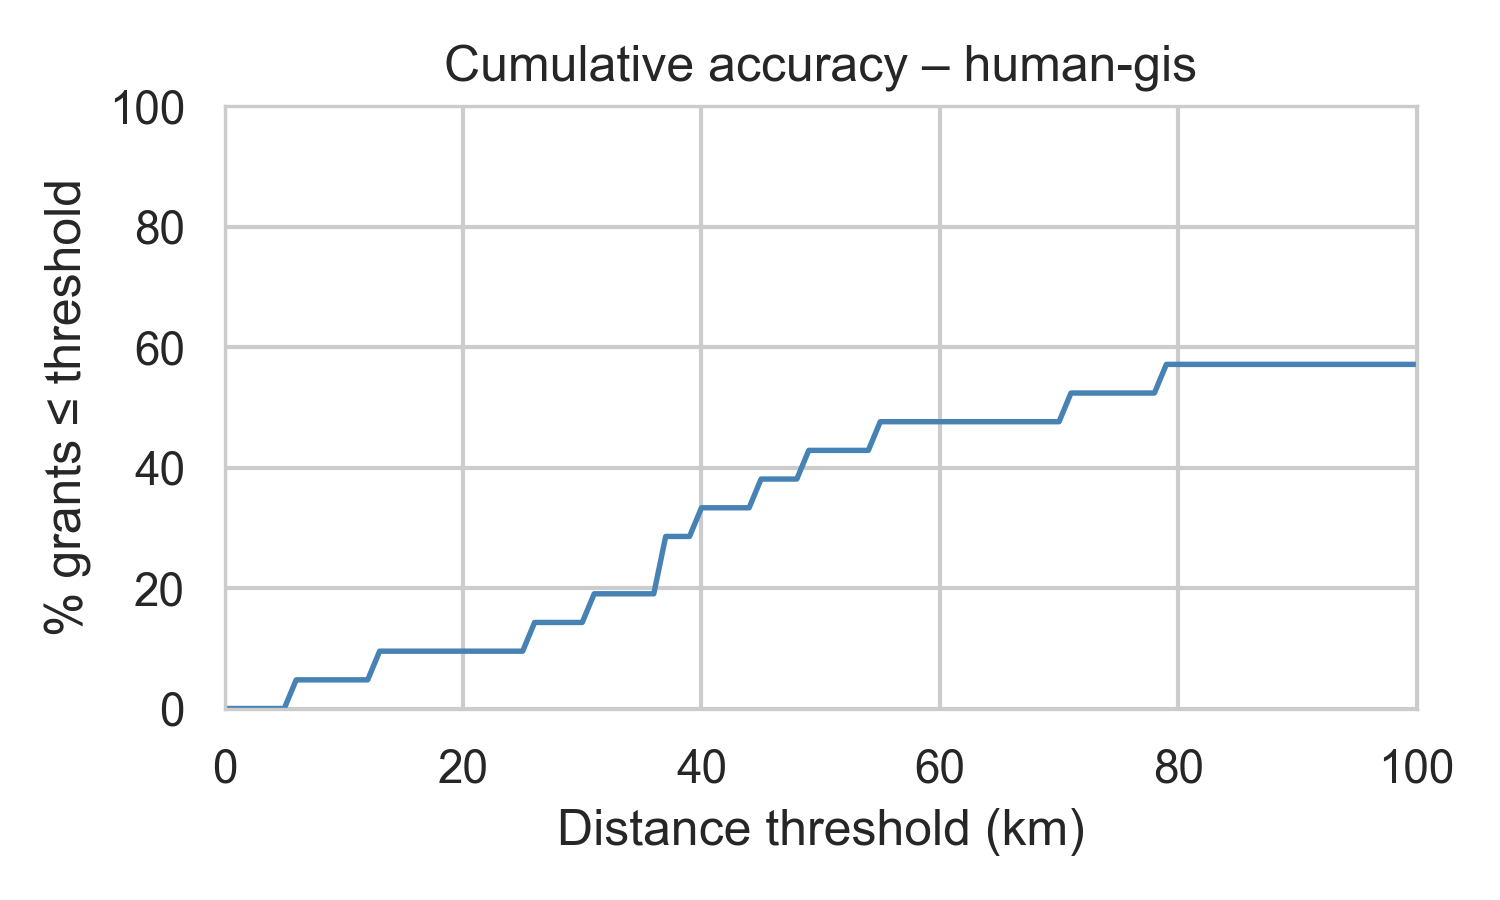 Cumulative accuracy – human-gis
% grants ≤ threshold
100
80
60
40
20
0
0 20 40 60 80 100
Distance threshold (km)